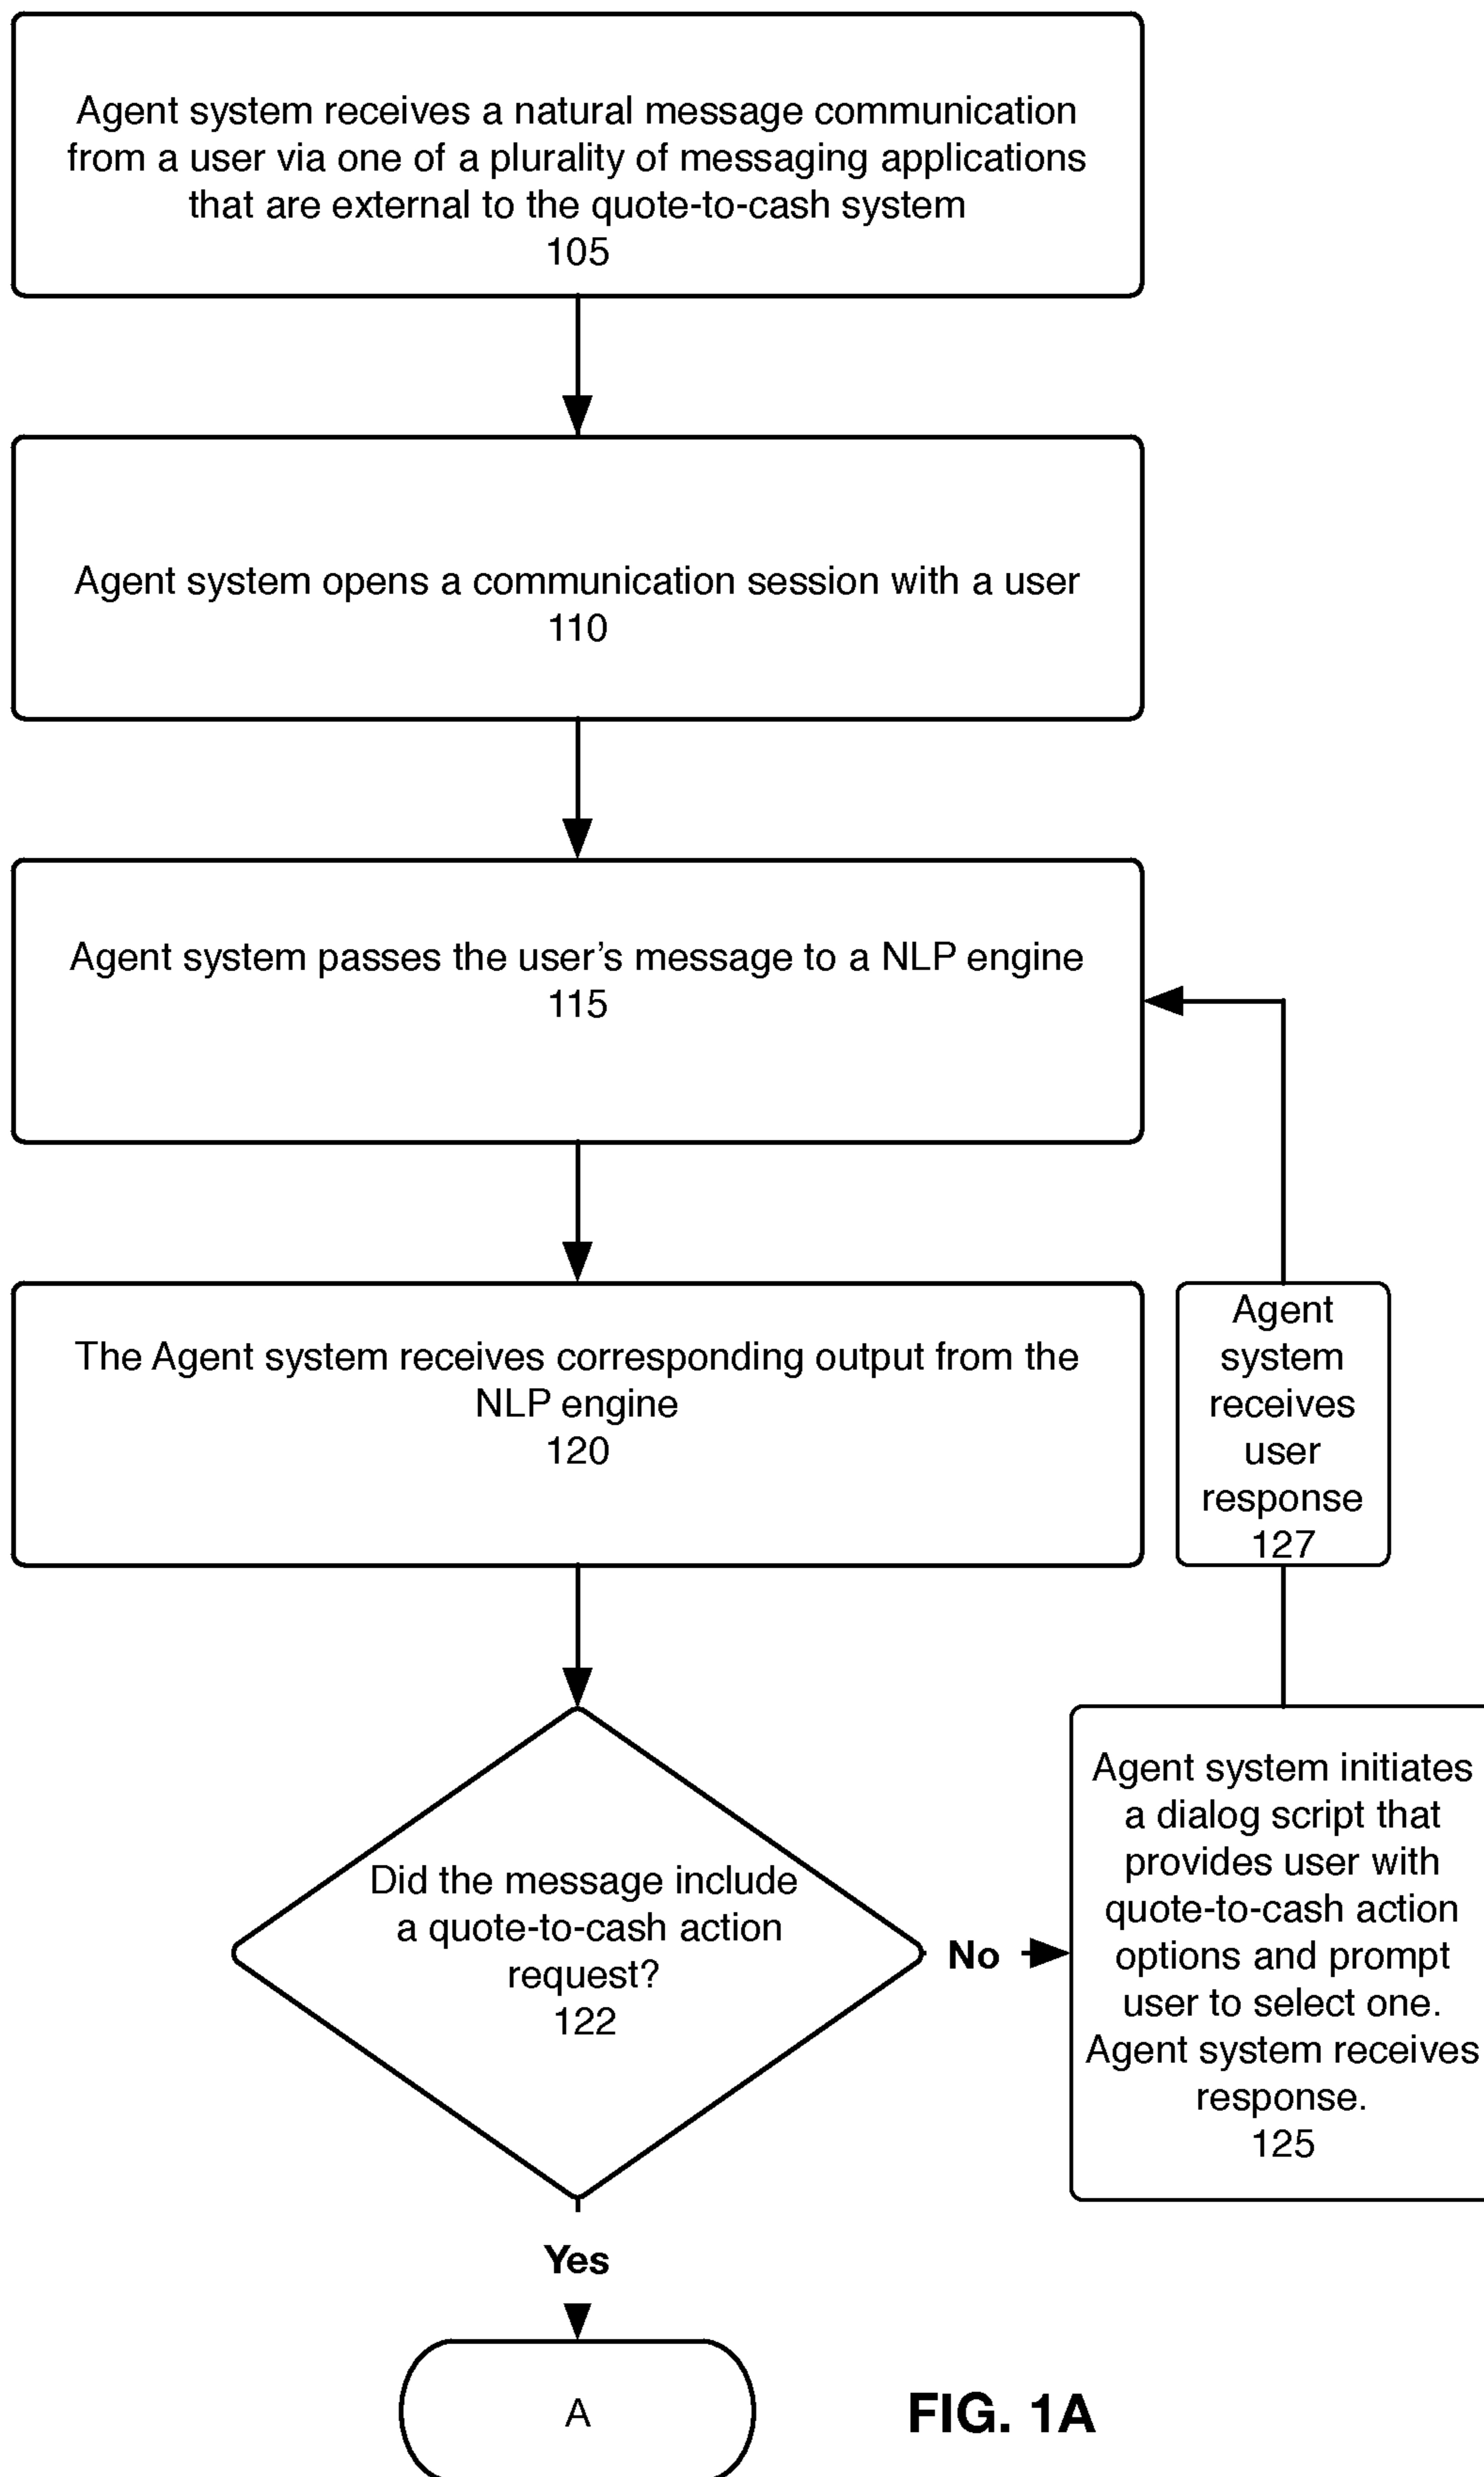 Agent system receives a natural message communication
from a user via one of a plurality of messaging applications
that are external to the quote-to-cash system
105
Agent system opens a communication session with a user
110
Agent system passes the user’s message to a NLP engine
115
The Agent system receives corresponding output from the
NLP engine
120
Agent
system
receives
user
response
127
Did the message include
a quote-to-cash action
request?
122
No
Agent system initiates
a dialog script that
provides user with
quote-to-cash action
options and prompt
user to select one.
Agent system receives
response.
125
Yes
A
FIG. 1A